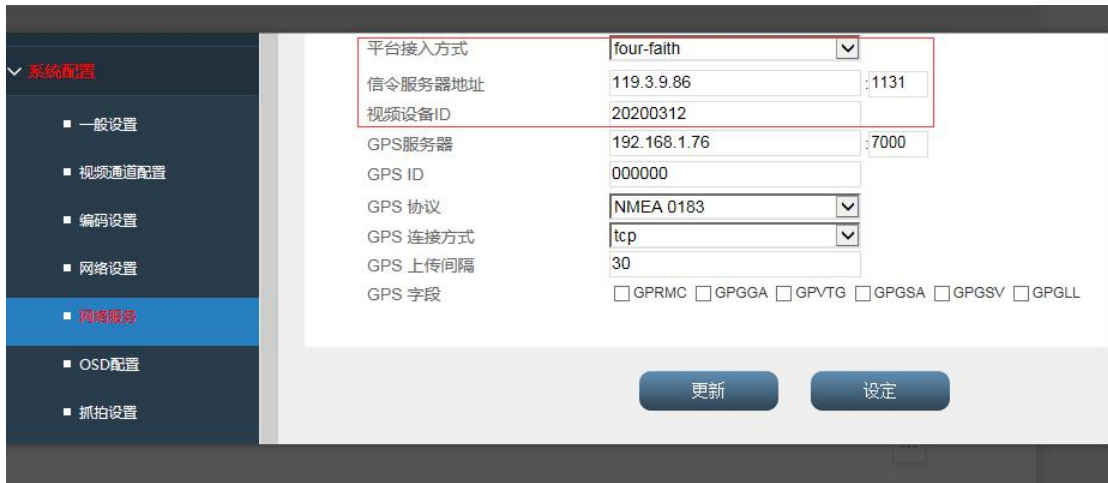 系统配置
一般设置
视频通道配置
编码设置
网络设置
网络服务
OSD配置
抓拍设置
平台接入方式 four-faith
信令服务器地址 119.3.9.86 :1131
视频设备ID 20200312
GPS服务器 192.168.1.76 :7000
GPS ID 000000
GPS 协议 NMEA 0183
GPS 连接方式 tcp
GPS 上传间隔 30
GPS 字段 GPRMC GPGGA GPVTG GPGSA GPGSV GPGLL
更新 设定